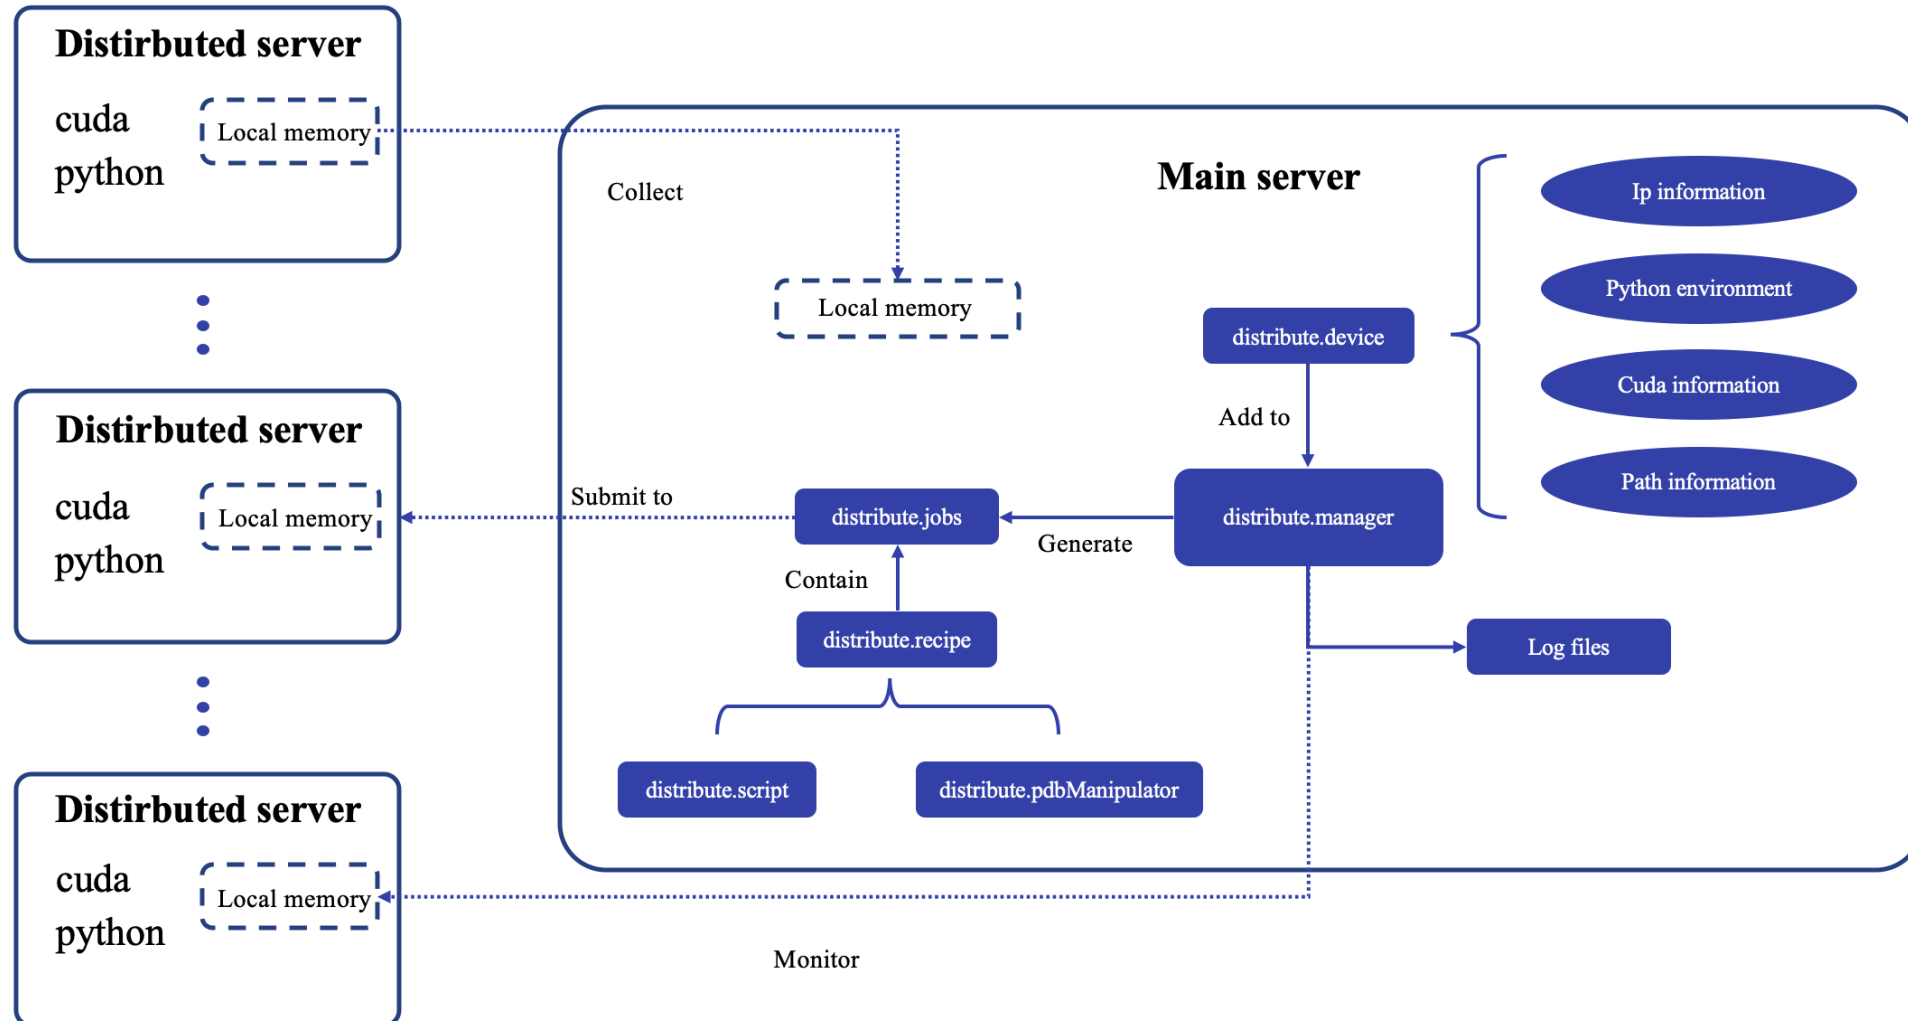 Distirbuted server
cuda
Local memory
python
Distirbuted server
cuda
Local memory
python
Distirbuted server
cuda
Local memory
python
Main server
Collect
Local memory
Ip information
Python environment
Cuda information
Path information
distribute.device
Add to
distribute.manager
Generate
distribute.jobs
Submit to
Contain
distribute.recipe
distribute.script
distribute.pdbManipulator
Log files
Monitor